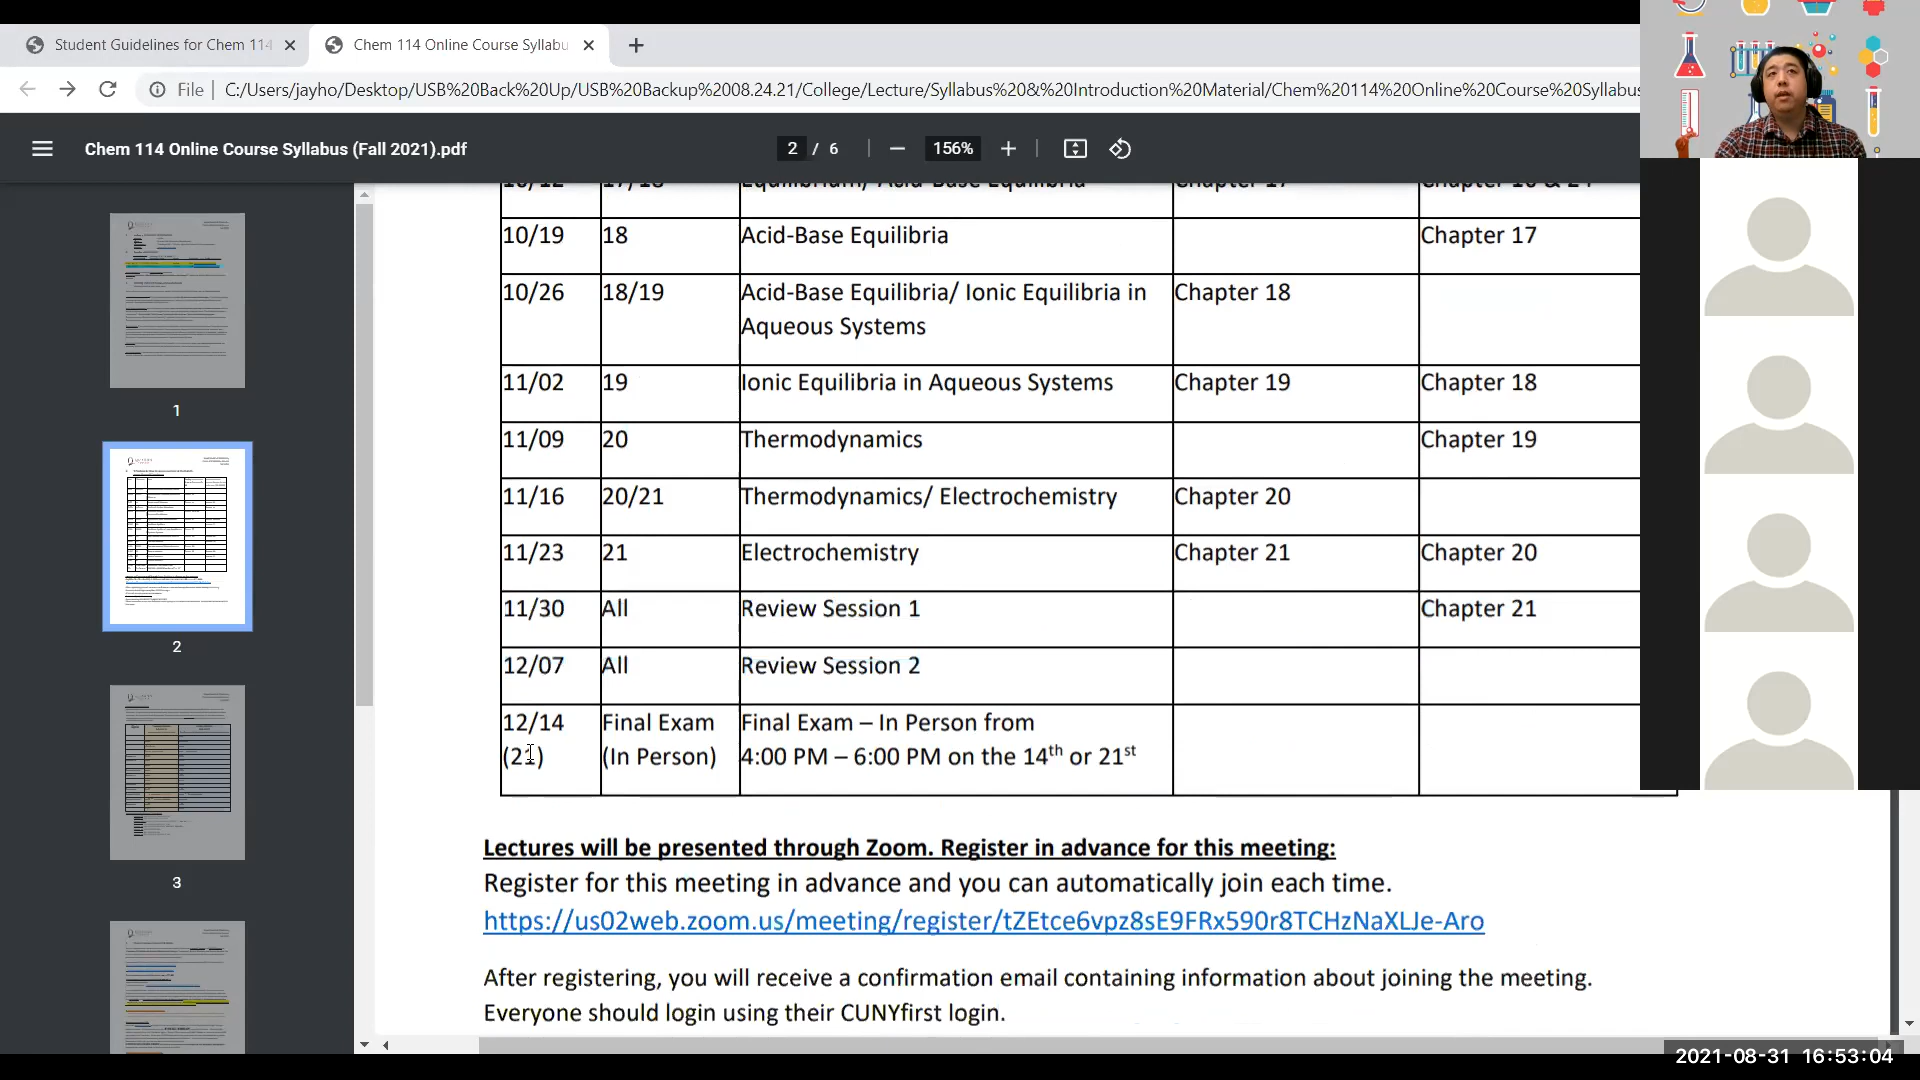 Student Guidelines for Chem 114
Chem 114 Online Course Syllabu
File
C:/Users/jayho/Desktop/USB%20Back%20Up/USB%20Backup%2008.24.21/College/Lecture/Syllabus%20&%20Introduction%20Material/Chem%20114%20Online%20Course%20Syllabus
Chem 114 Online Course Syllabus (Fall 2021).pdf
2 / 6
156%
10/19 18 Acid-Base Equilibria Chapter 17
10/26 18/19 Acid-Base Equilibria/ Ionic Equilibria in Chapter 18
Aqueous Systems
11/02 19 Ionic Equilibria in Aqueous Systems Chapter 19 Chapter 18
11/09 20 Thermodynamics Chapter 19
11/16 20/21 Thermodynamics/ Electrochemistry Chapter 20
11/23 21 Electrochemistry Chapter 21 Chapter 20
11/30 All Review Session 1 Chapter 21
12/07 All Review Session 2
12/14 Final Exam Final Exam – In Person from
(21) (In Person) 4:00 PM – 6:00 PM on the 14th or 21st
Lectures will be presented through Zoom. Register in advance for this meeting:
Register for this meeting in advance and you can automatically join each time.
https://us02web.zoom.us/meeting/register/tZEtce6vpz8sE9FRx590r8TCHzNaXLJe-Aro
After registering, you will receive a confirmation email containing information about joining the meeting.
Everyone should login using their CUNYfirst login.
1
2
3
2021-08-31 16:53:04